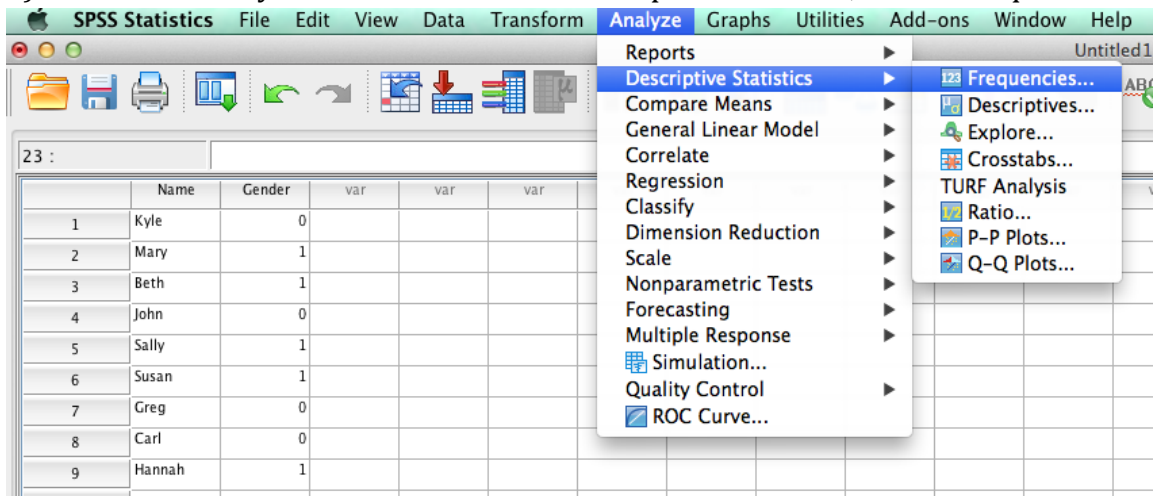 SPSS Statistics File Edit View Data Transform Analyze Graphs Utilities Add-ons Window Help
Untitled1
Reports
Descriptive Statistics
Compare Means
General Linear Model
Correlate
Regression
Classify
Dimension Reduction
Scale
Nonparametric Tests
Forecasting
Multiple Response
Simulation...
Quality Control
ROC Curve...
123 Frequencies...
Descriptives...
Explore...
Crosstabs...
TURF Analysis
1/2 Ratio...
P-P Plots...
Q-Q Plots...
23 :
Name Gender var var var
1 Kyle 0
2 Mary 1
3 Beth 1
4 John 0
5 Sally 1
6 Susan 1
7 Greg 0
8 Carl 0
9 Hannah 1